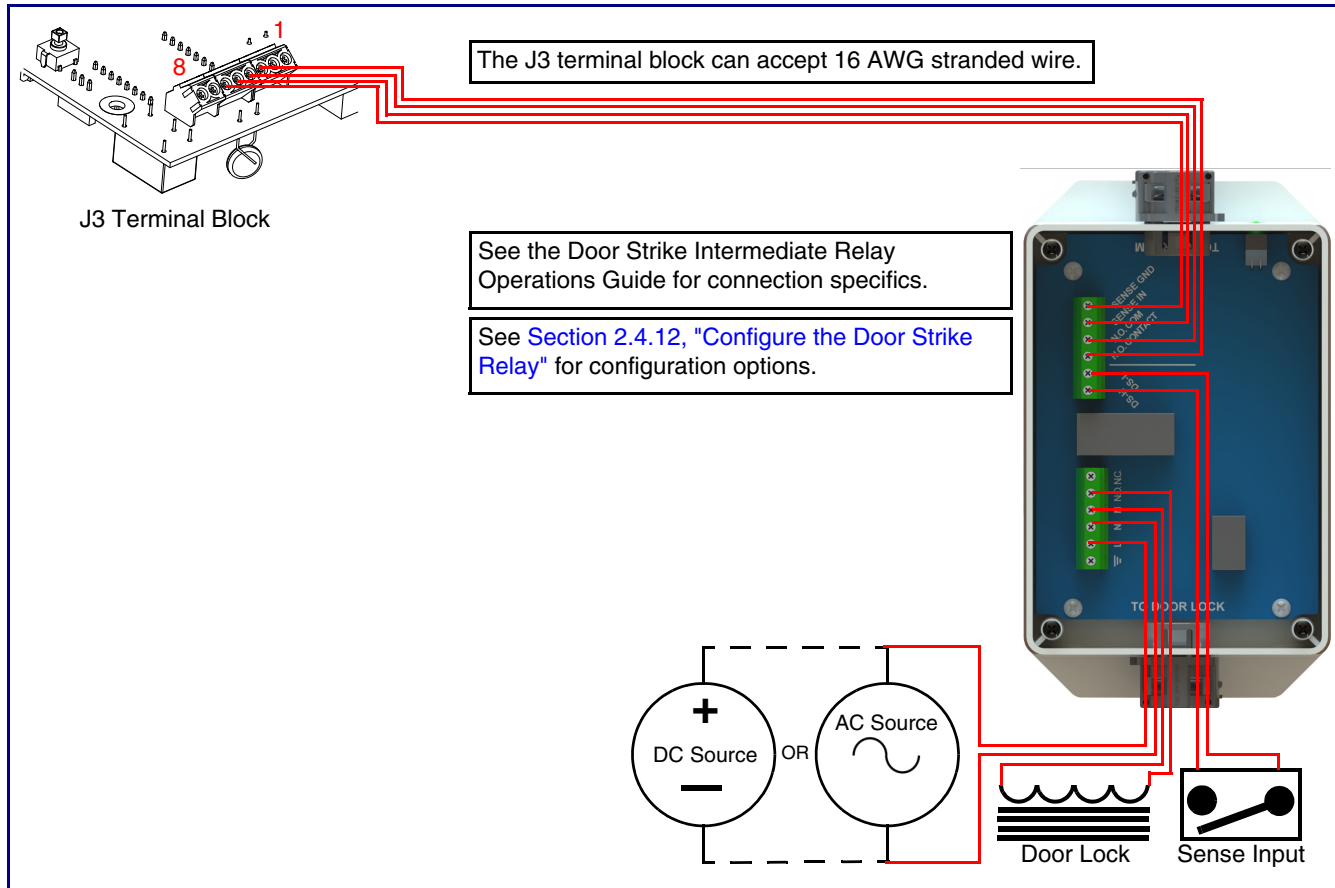 1
8
The J3 terminal block can accept 16 AWG stranded wire.
J3 Terminal Block
See the Door Strike Intermediate Relay
Operations Guide for connection specifics.
See Section 2.4.12, "Configure the Door Strike
Relay" for configuration options.
SENSE GND
SENSE IN
N.O. COM
N.O. CONTACT
N.C.
N.O.
N
L
TO DOOR LOCK
+
DC Source
OR
AC Source
Door Lock
Sense Input